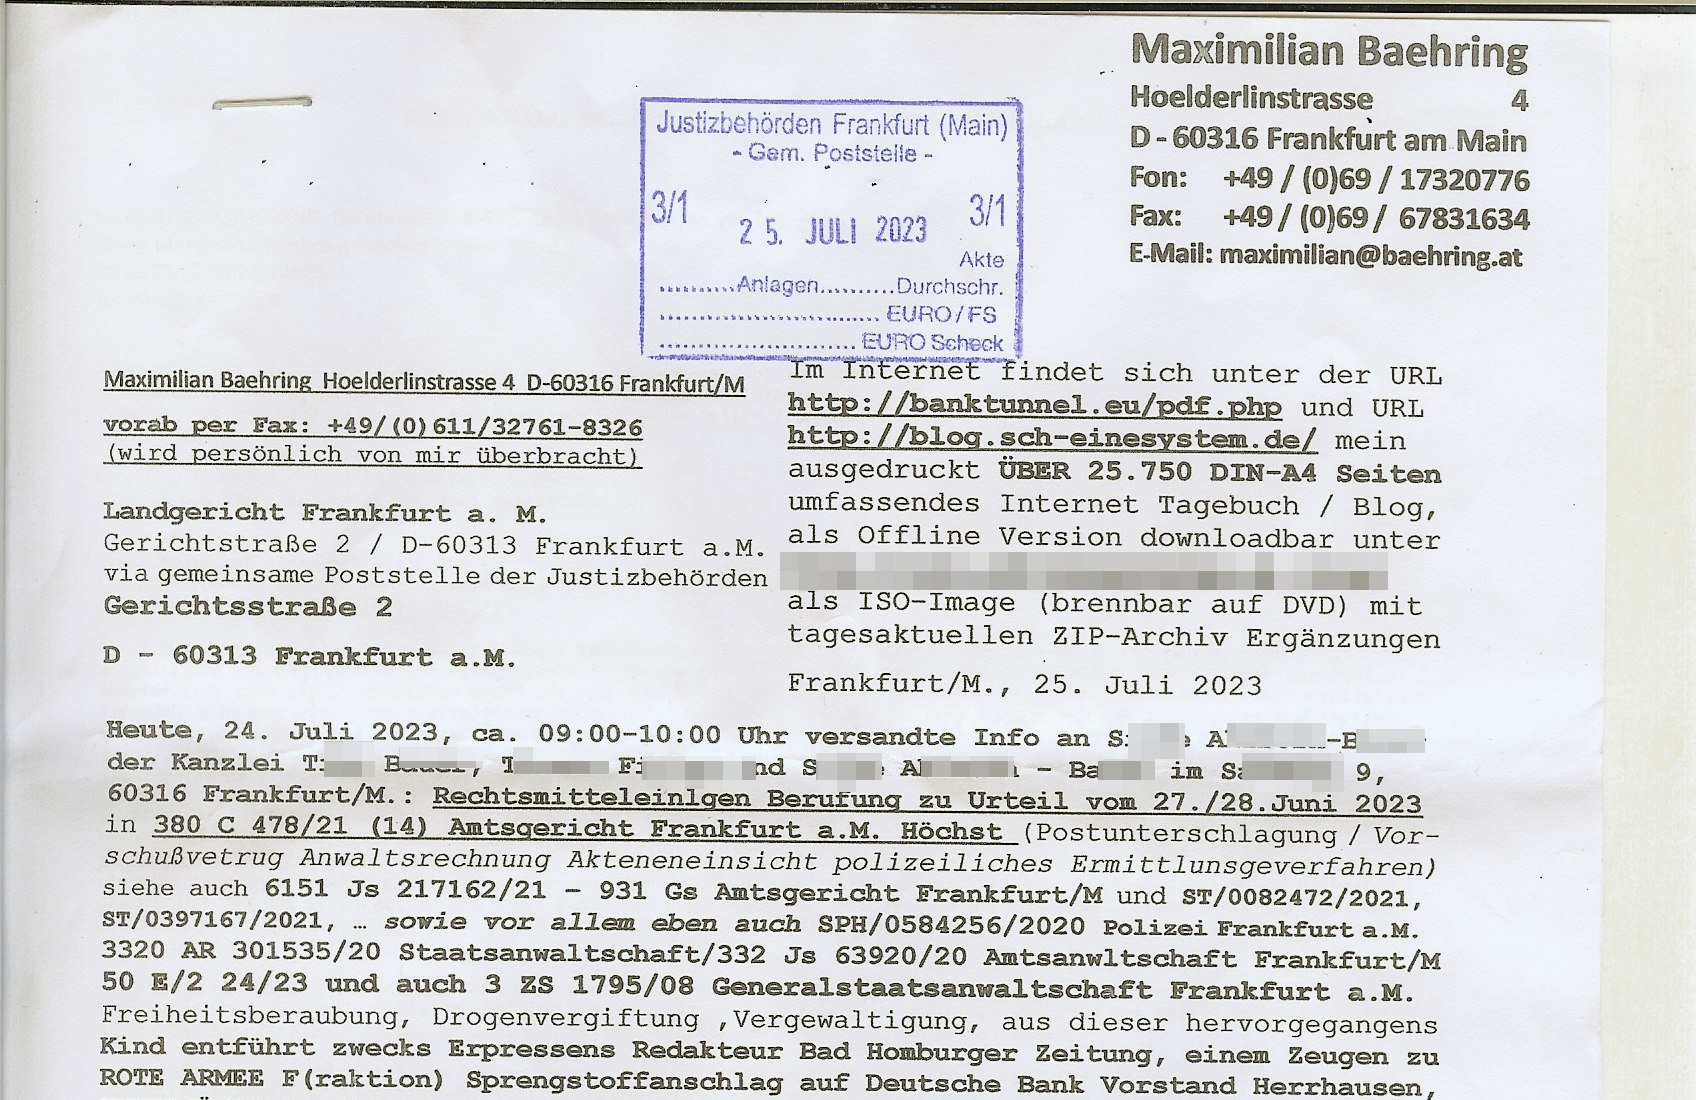 Maximilian Baehring
Hoelderlinstrasse 4
D - 60316 Frankfurt am Main
Fon: +49 / (0)69 / 17320776
Fax: +49 / (0)69 / 67831634
E-Mail: maximilian@baehring.at
Justizbehörden Frankfurt (Main)
- Gem. Poststelle -
3/1 3/1
25. JULI 2023
Akte
..........Anlagen..........Durchschr.
............................. EURO/FS
.......................... EURO Scheck
Maximilian Baehring Hoelderlinstrasse 4 D-60316 Frankfurt/M
vorab per Fax: +49/(0)611/32761-8326
(wird persönlich von mir überbracht)
Landgericht Frankfurt a. M.
Gerichtstraße 2 / D-60313 Frankfurt a.M.
via gemeinsame Poststelle der Justizbehörden
Gerichtsstraße 2
D - 60313 Frankfurt a.M.
Im Internet findet sich unter der URL
http://banktunnel.eu/pdf.php und URL
http://blog.sch-einesystem.de/ mein
ausgedruckt ÜBER 25.750 DIN-A4 Seiten
umfassendes Internet Tagebuch / Blog,
als Offline Version downloadbar unter
als ISO-Image (brennbar auf DVD) mit
tagesaktuellen ZIP-Archiv Ergänzungen
Frankfurt/M., 25. Juli 2023
Heute, 24. Juli 2023, ca. 09:00-10:00 Uhr versandte Info an
der Kanzlei im 9,
60316 Frankfurt/M.: Rechtsmitteleinlgen Berufung zu Urteil vom 27./28.Juni 2023
in 380 C 478/21 (14) Amtsgericht Frankfurt a.M. Höchst (Postunterschlagung / Vor-
schußvetrug Anwaltsrechnung Akteneneinsicht polizeiliches Ermittlunsgeverfahren)
siehe auch 6151 Js 217162/21 - 931 Gs Amtsgericht Frankfurt/M und ST/0082472/2021,
ST/0397167/2021, … sowie vor allem eben auch SPH/0584256/2020 Polizei Frankfurt a.M.
3320 AR 301535/20 Staatsanwaltschaft/332 Js 63920/20 Amtsanwltschaft Frankfurt/M
50 E/2 24/23 und auch 3 ZS 1795/08 Generalstaatsanwaltschaft Frankfurt a.M.
Freiheitsberaubung, Drogenvergiftung ,Vergewaltigung, aus dieser hervorgegangens
Kind entführt zwecks Erpressens Redakteur Bad Homburger Zeitung, einem Zeugen zu
ROTE ARMEE F(raktion) Sprengstoffanschlag auf Deutsche Bank Vorstand Herrhausen,